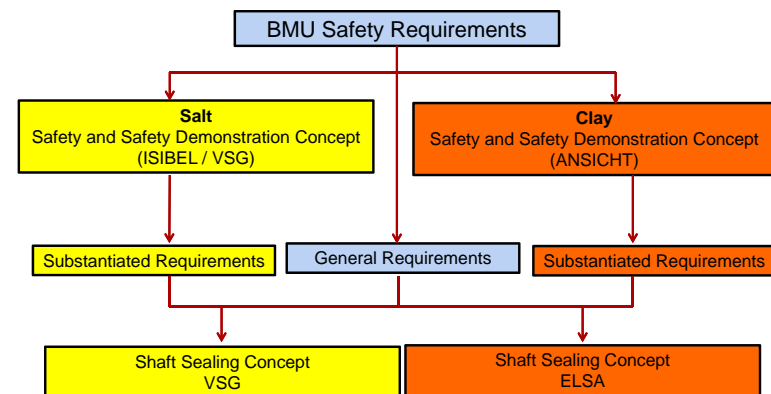 BMU Safety Requirements
Salt
Safety and Safety Demonstration Concept
(ISIBEL / VSG)
Clay
Safety and Safety Demonstration Concept
(ANSICHT)
Substantiated Requirements
General Requirements
Substantiated Requirements
Shaft Sealing Concept
VSG
Shaft Sealing Concept
ELSA